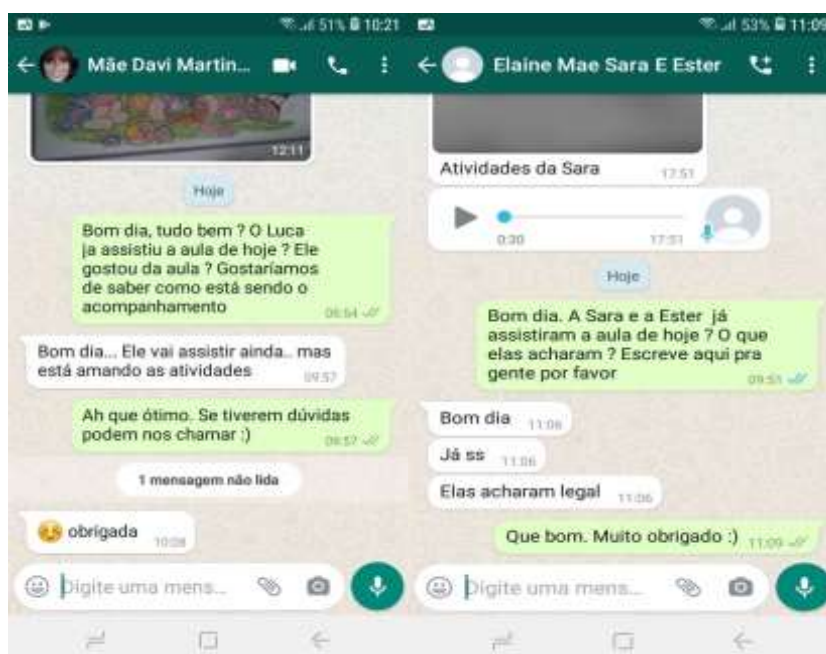 51% 10:21
Mãe Davi Martin...
12:11
Hoje
Bom dia, tudo bem ? O Luca
ja assistiu a aula de hoje ? Ele
gostou da aula ? Gostaríamos
de saber como está sendo o
acompanhamento
Bom dia... Ele vai assistir ainda.. mas
está amando as atividades
09:57
Ah que ótimo. Se tiverem dúvidas
podem nos chamar :)
09:57
1 mensagem não lida
obrigada
10:08
Digite uma mens...
53% 11:09
Elaine Mae Sara E Ester
Atividades da Sara
17:51
0:30
17:51
Hoje
Bom dia. A Sara e a Ester já
assistiram a aula de hoje ? O que
elas acharam ? Escreve aqui pra
gente por favor
09:51
Bom dia 11:06
Já ss 11:06
Elas acharam legal 11:06
Que bom. Muito obrigado :) 11:09
Digite uma mens...